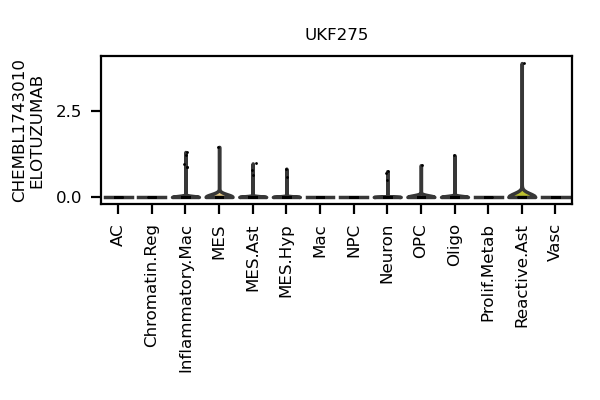 UKF275
CHEMBL1743010
ELOTUZUMAB
2.5
0.0
AC
Chromatin.Reg
Inflammatory.Mac
MES
MES.Ast
MES.Hyp
Mac
NPC
Neuron
OPC
Oligo
Prolif.Metab
Reactive.Ast
Vasc